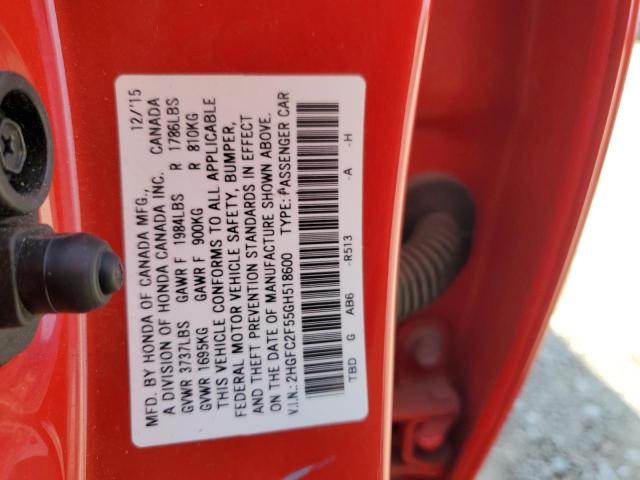 MFD. BY HONDA OF CANADA MFG., 12/15
A DIVISION OF HONDA CANADA INC. CANADA
GVWR 3737LBS GAWR F 1984LBS R 1786LBS
GVWR 1695KG GAWR F 900KG R 810KG
THIS VEHICLE CONFORMS TO ALL APPLICABLE
FEDERAL MOTOR VEHICLE SAFETY, BUMPER,
AND THEFT PREVENTION STANDARDS IN EFFECT
ON THE DATE OF MANUFACTURE SHOWN ABOVE.
V.I.N.: 2HGFC2F55GH518600 TYPE: PASSENGER CAR
TBD G AB6 -R513 -A -H